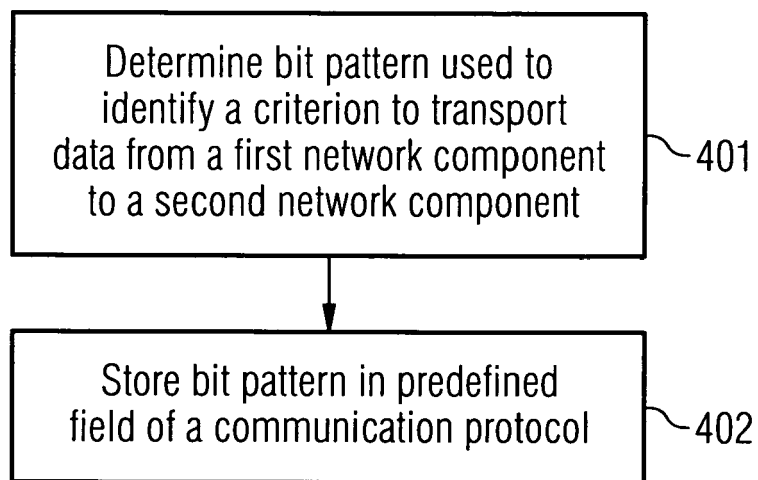 Determine bit pattern used to
identify a criterion to transport
data from a first network component
to a second network component
401
Store bit pattern in predefined
field of a communication protocol
402